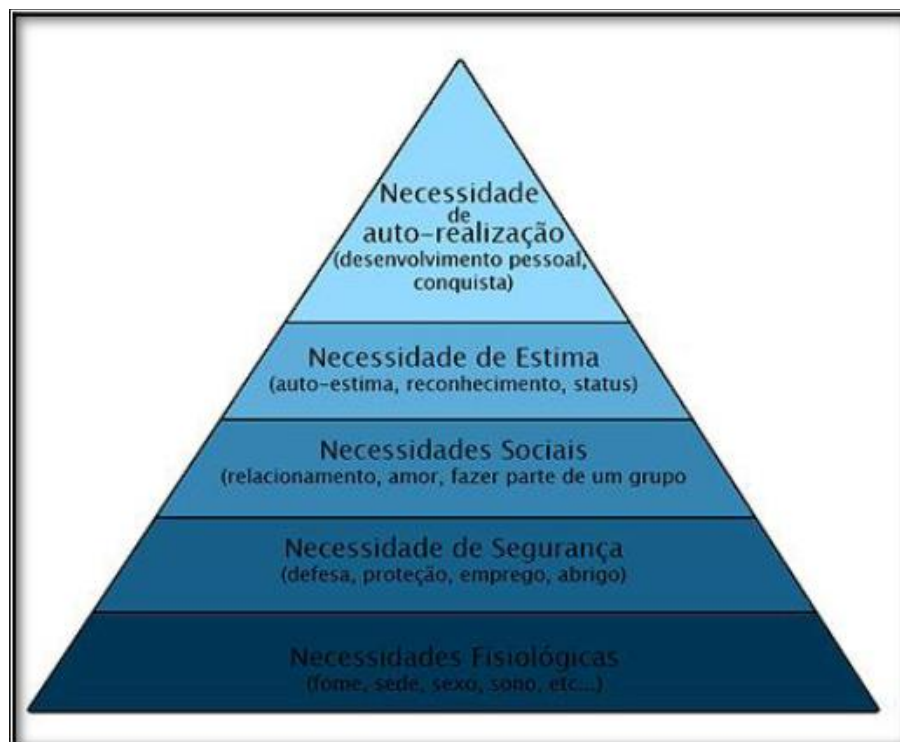 Necessidade
de
auto-realização
(desenvolvimento pessoal,
conquista)
Necessidade de Estima
(auto-estima, reconhecimento, status)
Necessidades Sociais
(relacionamento, amor, fazer parte de um grupo
Necessidade de Segurança
(defesa, proteção, emprego, abrigo)
Necessidades Fisiológicas
(fome, sede, sexo, sono, etc...)